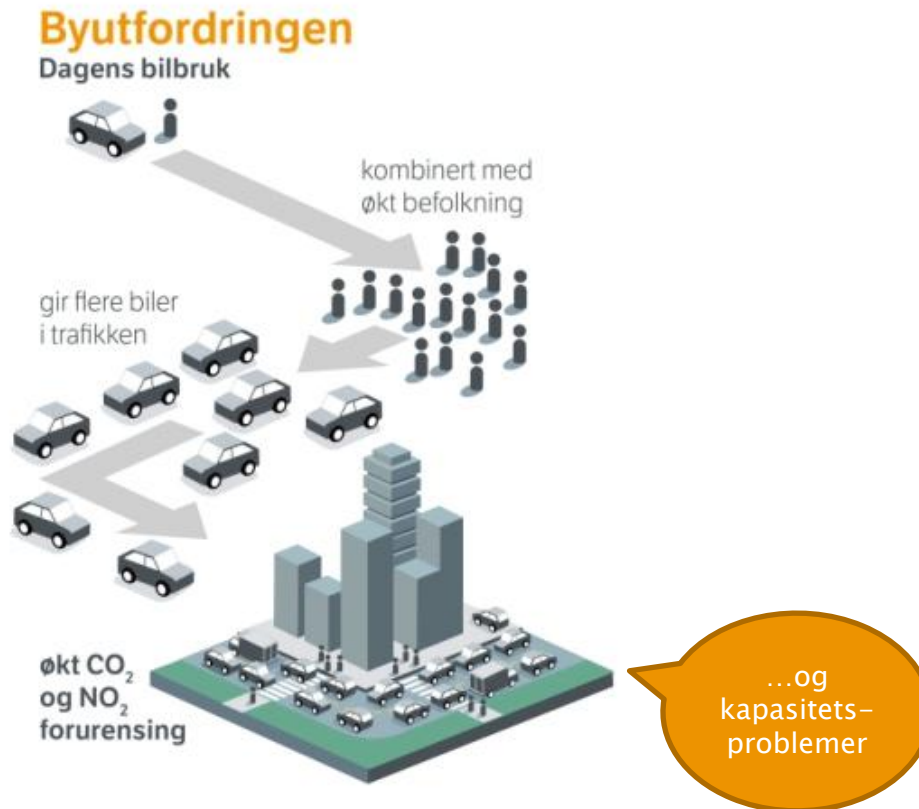 Byutfordringen
Dagens bilbruk
kombinert med
økt befolkning
gir flere biler
i trafikken
økt CO₂
og NO₂
forurensing
...og
kapasitets-
problemer